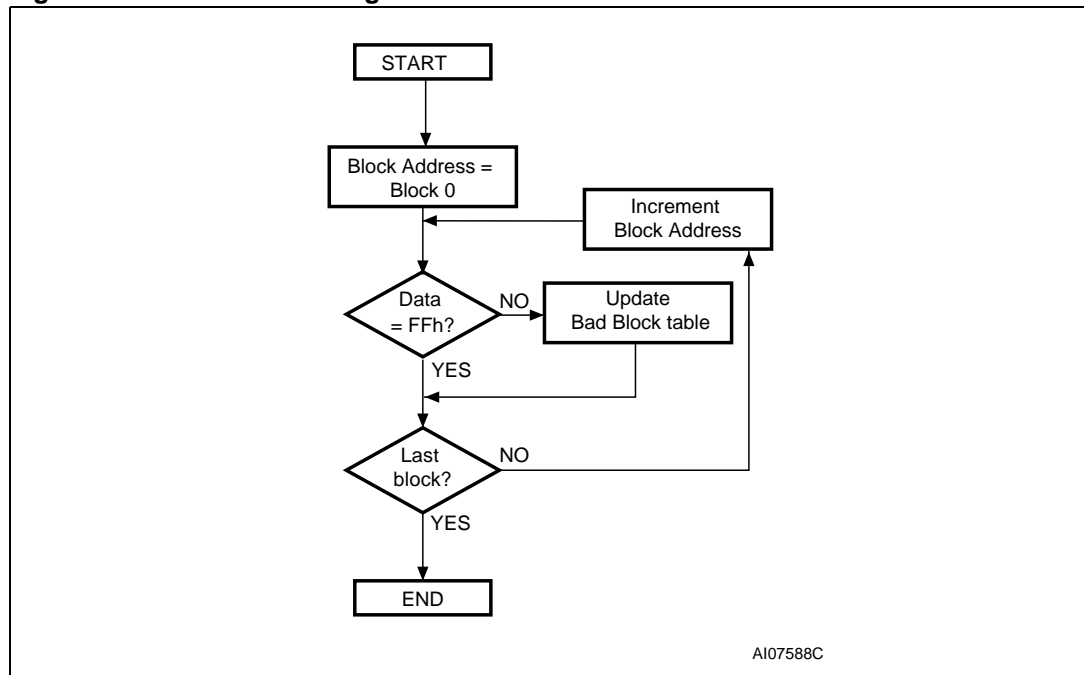 START
Block Address =
Block 0
Increment
Block Address
Data
= FFh?
NO
Update
Bad Block table
YES
Last
block?
NO
YES
END
AI07588C